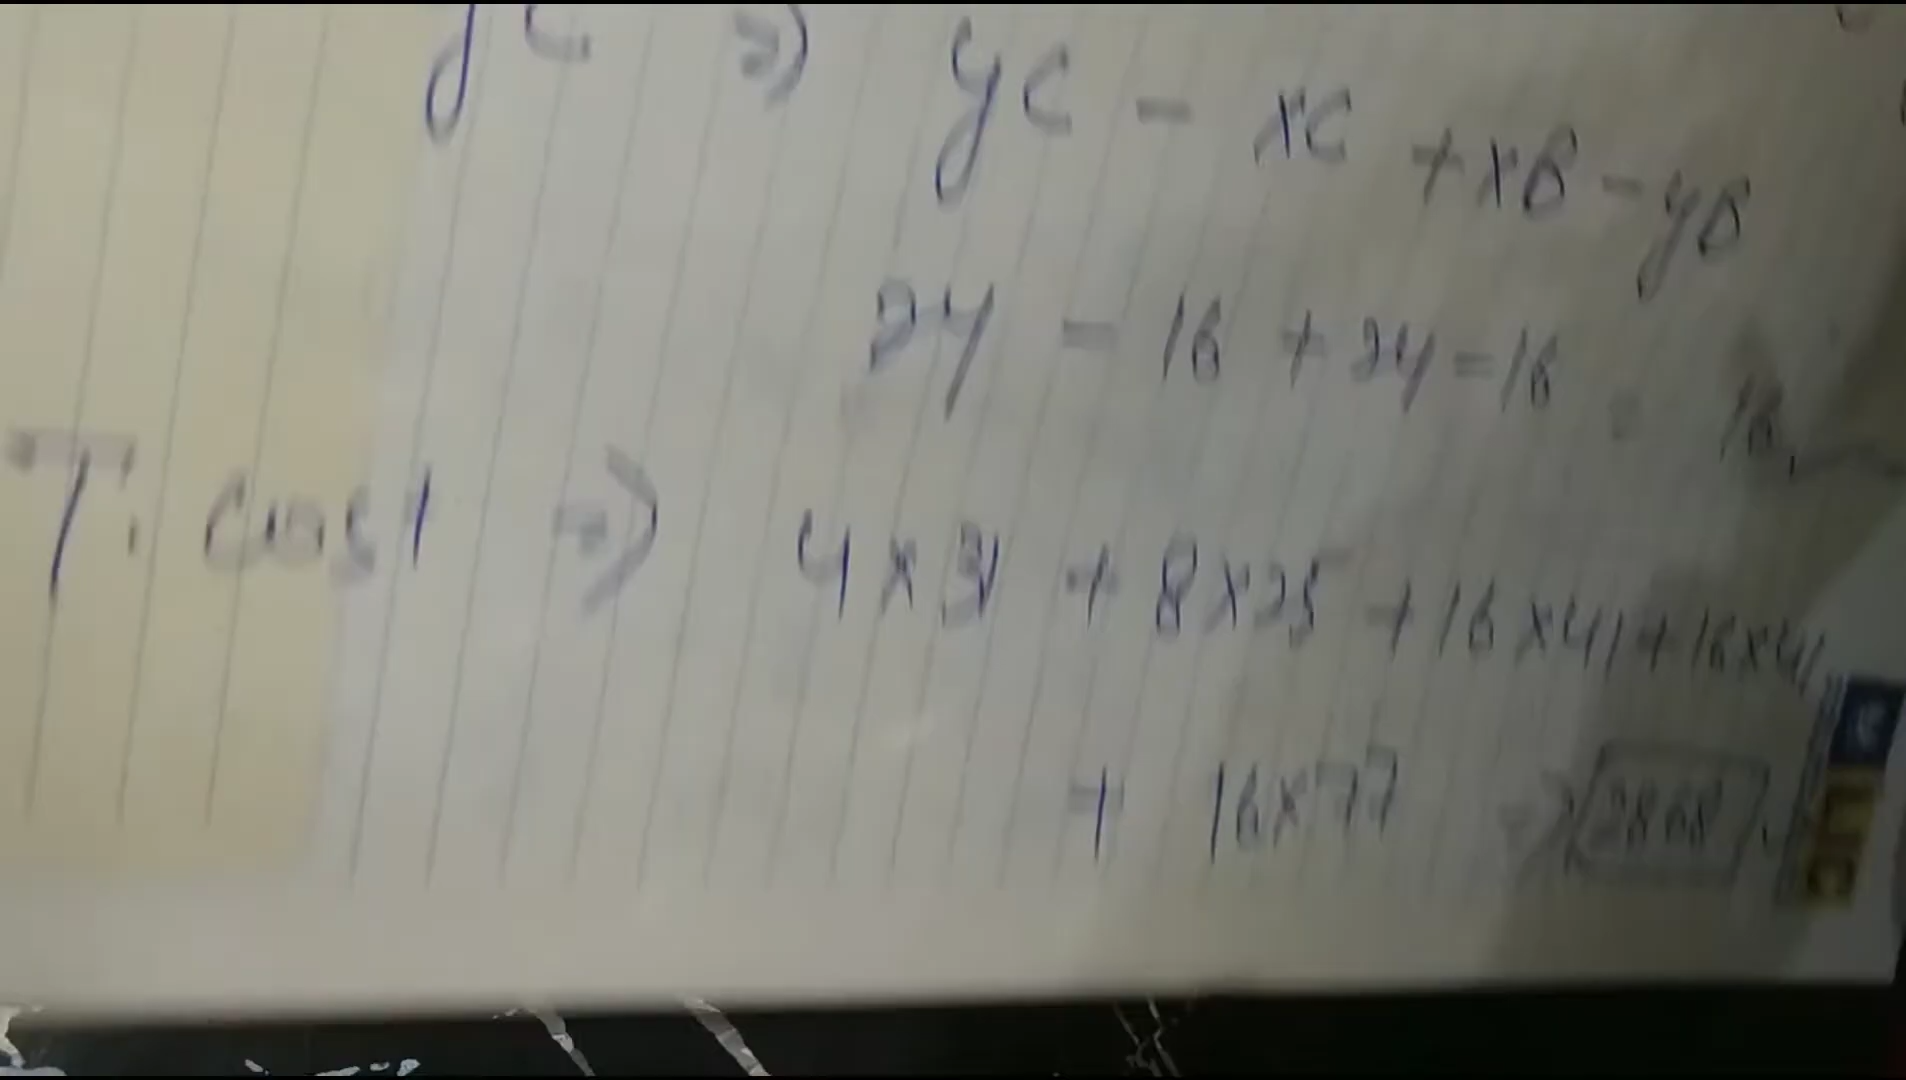 yc - xc + xB - yB
24 - 16 + 24 = 16 = 16
T. cost ⇒ 4 x 31 + 8 x 25 + 16 x 41 + 16 x 41
+ 16 x 77 ⇒ 2868